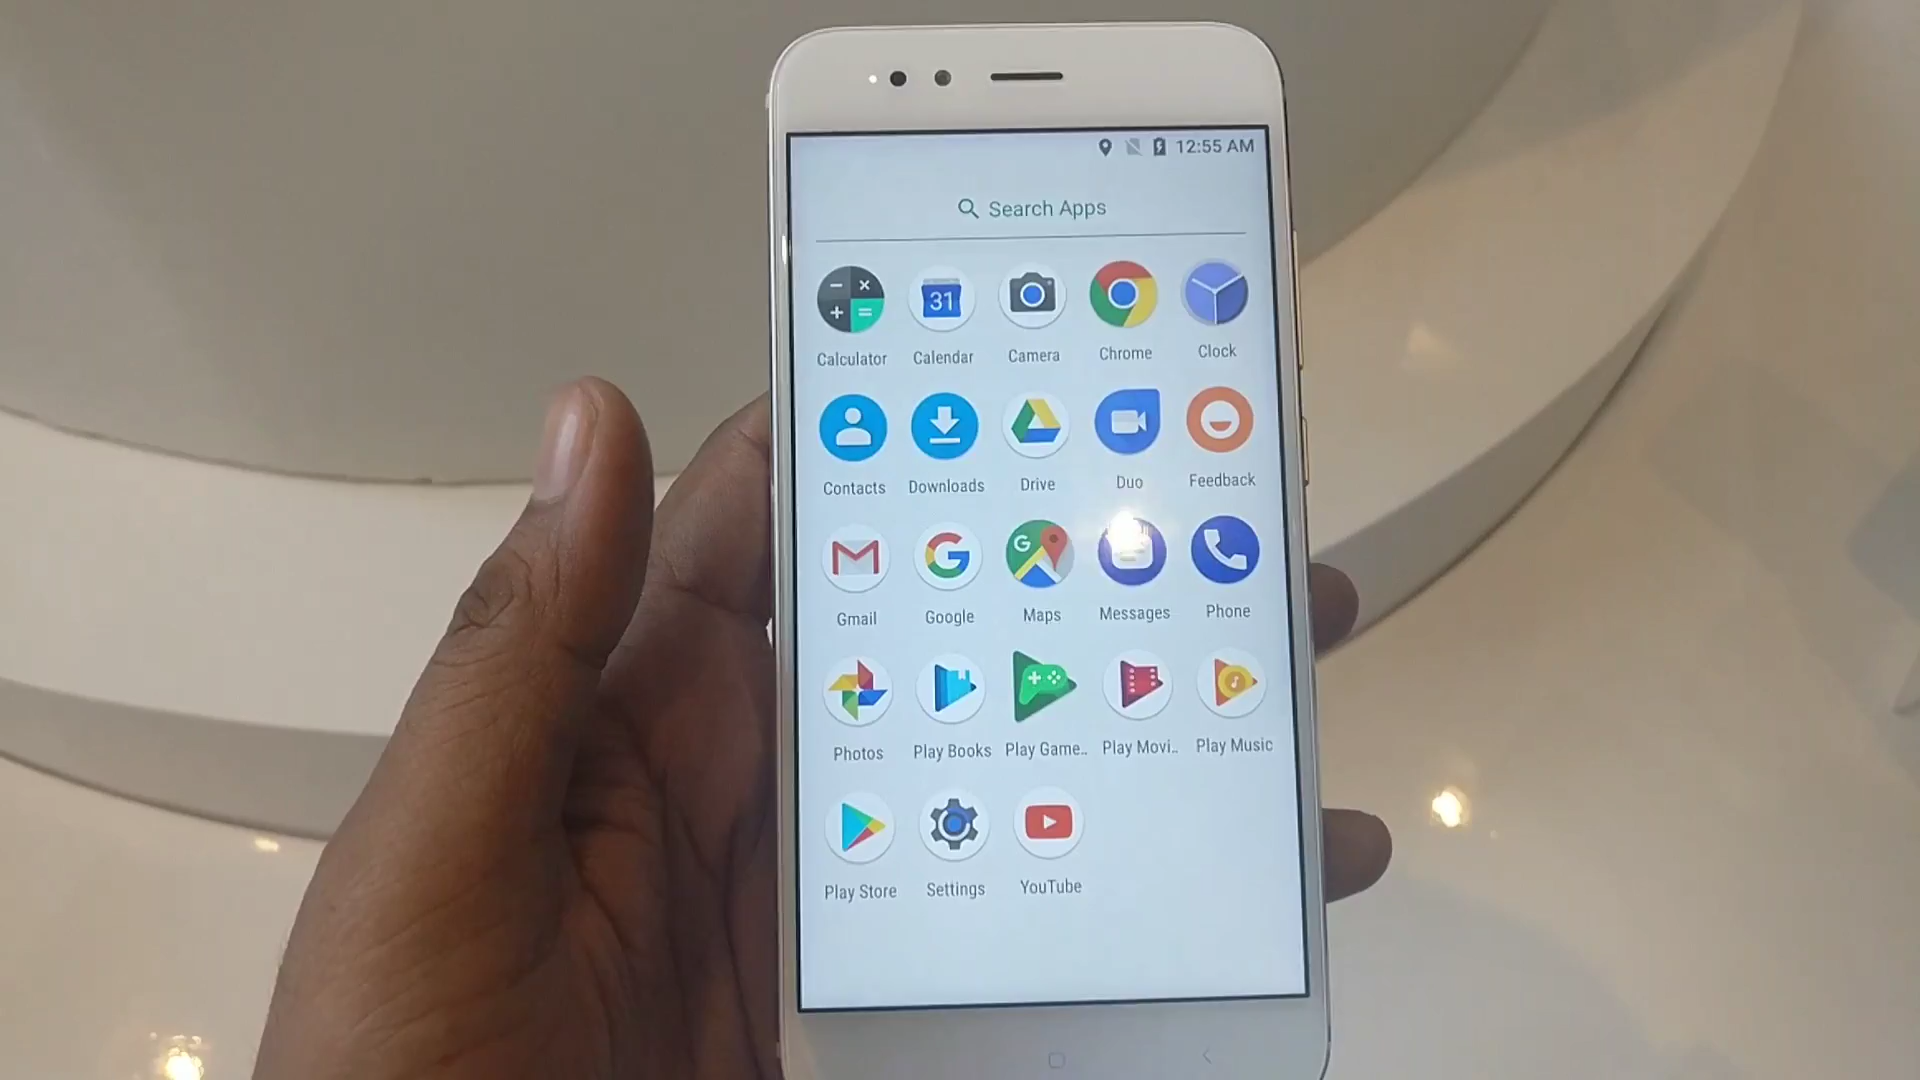 12:55 AM
Search Apps
31
Calculator Calendar Camera Chrome Clock
Contacts Downloads Drive Duo Feedback
G G
Gmail Google Maps Messages Phone
Photos Play Books Play Game.. Play Movi.. Play Music
Play Store Settings YouTube